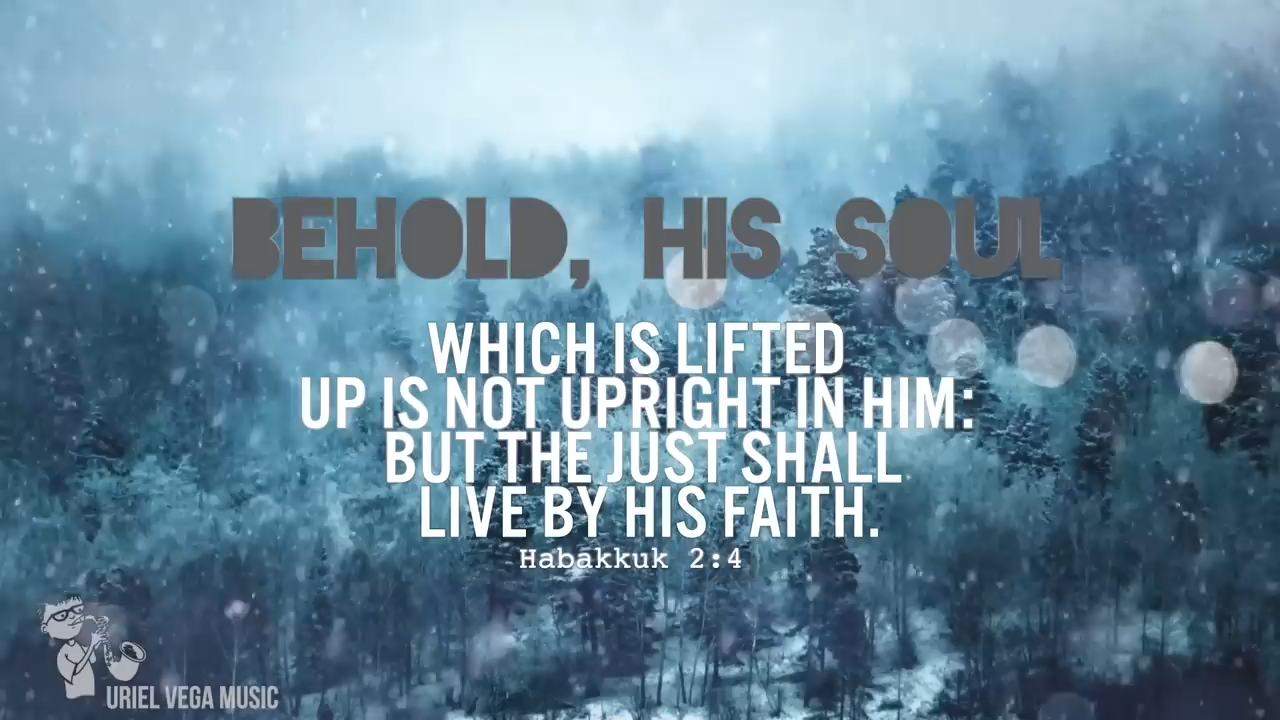 BEHOLD, HIS SOUL
WHICH IS LIFTED
UP IS NOT UPRIGHT IN HIM:
BUT THE JUST SHALL
LIVE BY HIS FAITH.
Habakkuk 2:4
URIEL VEGA MUSIC